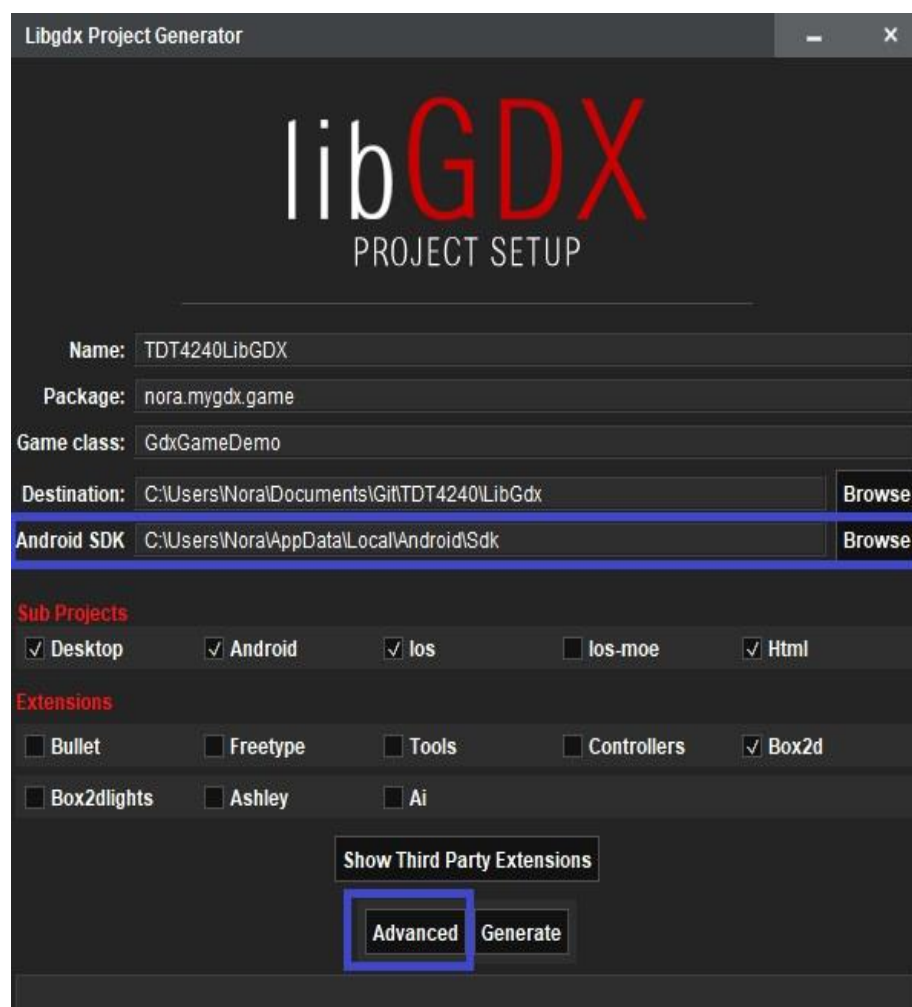 Libgdx Project Generator
libGDX
PROJECT SETUP
Name: TDT4240LibGDX
Package: nora.mygdx.game
Game class: GdxGameDemo
Destination: C:\Users\Nora\Documents\Git\TDT4240\LibGdx Browse
Android SDK C:\Users\Nora\AppData\Local\Android\Sdk Browse
Sub Projects
Desktop Android Ios Ios-moe Html
Extensions
Bullet Freetype Tools Controllers Box2d
Box2dlights Ashley Ai
Show Third Party Extensions
Advanced Generate